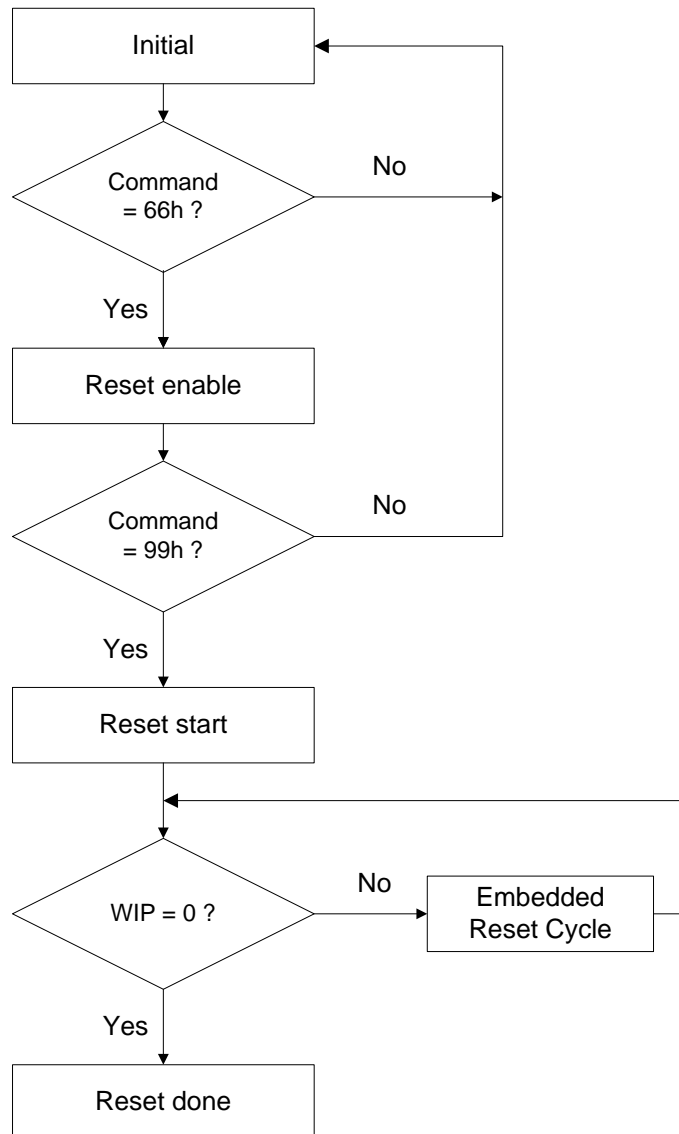 Initial
Command
= 66h ?
No
Yes
Reset enable
Command
= 99h ?
No
Yes
Reset start
WIP = 0 ?
No
Embedded
Reset Cycle
Yes
Reset done